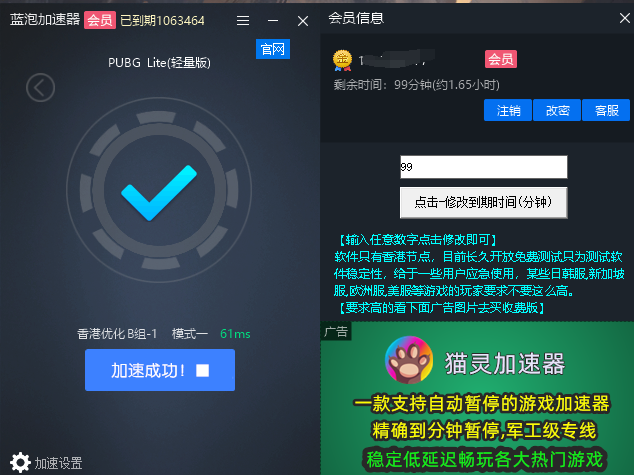 蓝泡加速器 会员 已到期1063464
官网
PUBG Lite(轻量版)
香港优化B组-1 模式一 61ms
加速成功!
加速设置
会员信息
会员
剩余时间：99分钟(约1.65小时)
注销 改密 客服
99
点击-修改到期时间(分钟)
【输入任意数字点击修改即可】
软件只有香港节点，目前长久开放免费测试只为测试软
件稳定性，给于一些用户应急使用，某些日韩服,新加坡
服,欧洲服,美服等游戏的玩家要求不要这么高。
【要求高的看下面广告图片去买收费版】
广告
猫灵加速器
一款支持自动暂停的游戏加速器
精确到分钟暂停,军工级专线
稳定低延迟畅玩各大热门游戏